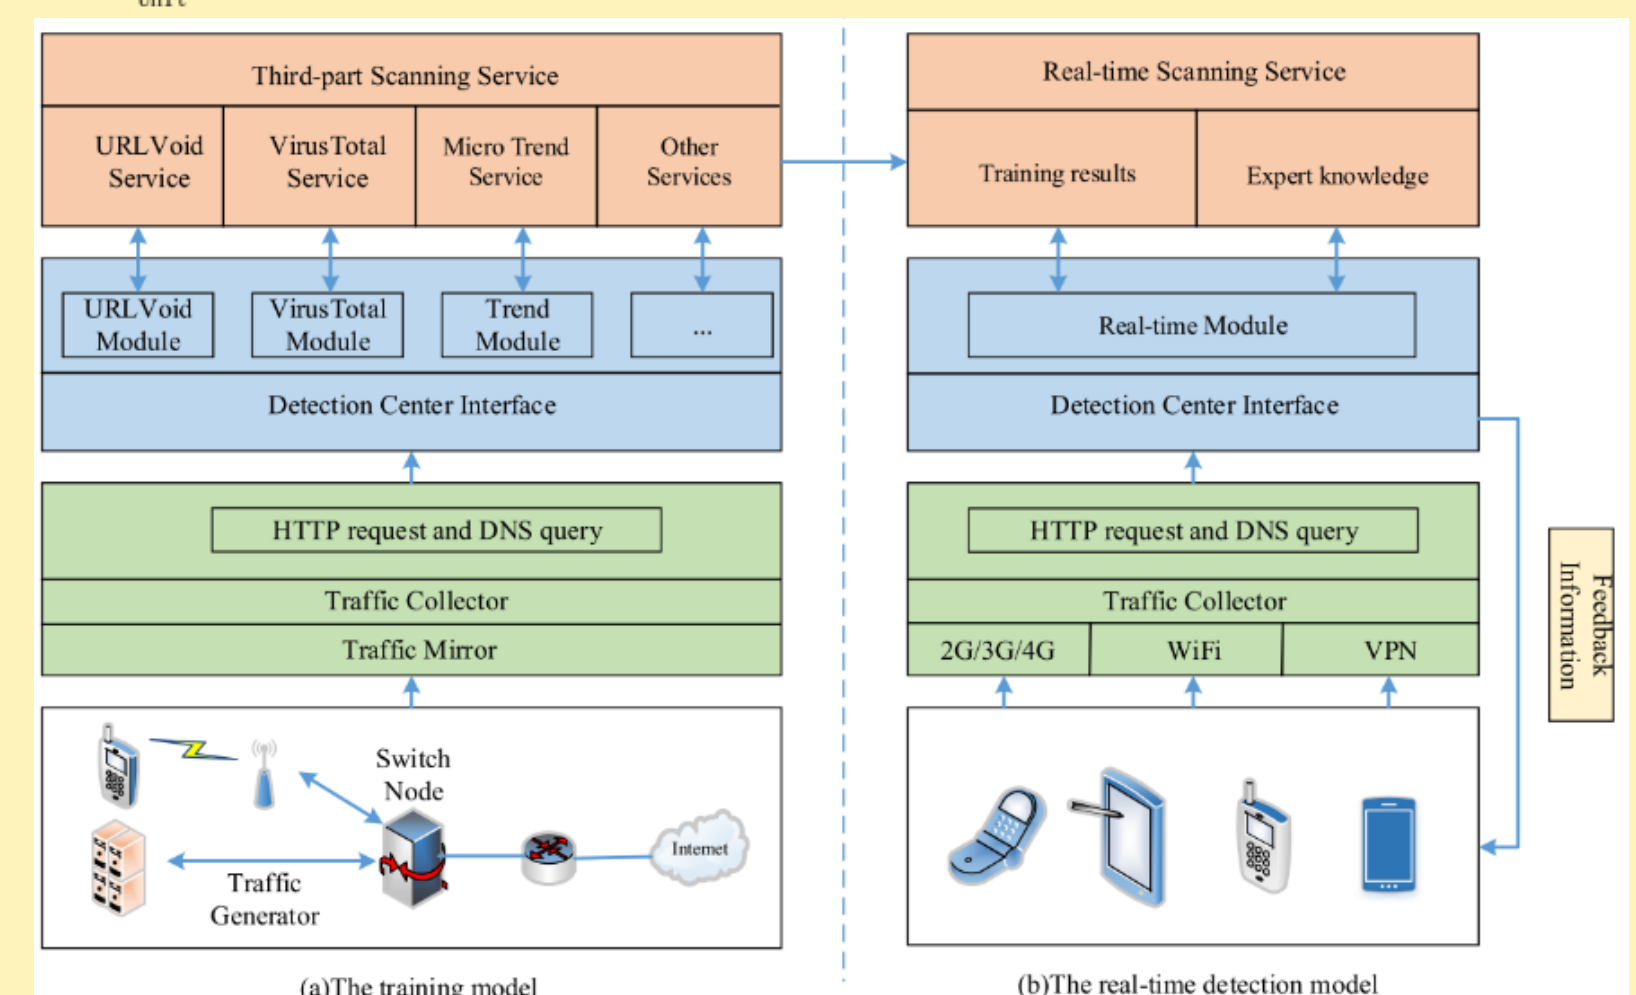 Unit
Third-part Scanning Service
URLVoid
Service
VirusTotal
Service
Micro Trend
Service
Other
Services
URLVoid
Module
VirusTotal
Module
Trend
Module
...
Detection Center Interface
HTTP request and DNS query
Traffic Collector
Traffic Mirror
Switch
Node
Internet
Traffic
Generator
(a)The training model
Real-time Scanning Service
Training results
Expert knowledge
Real-time Module
Detection Center Interface
HTTP request and DNS query
Traffic Collector
2G/3G/4G
WiFi
VPN
Feedback
Information
(b)The real-time detection model